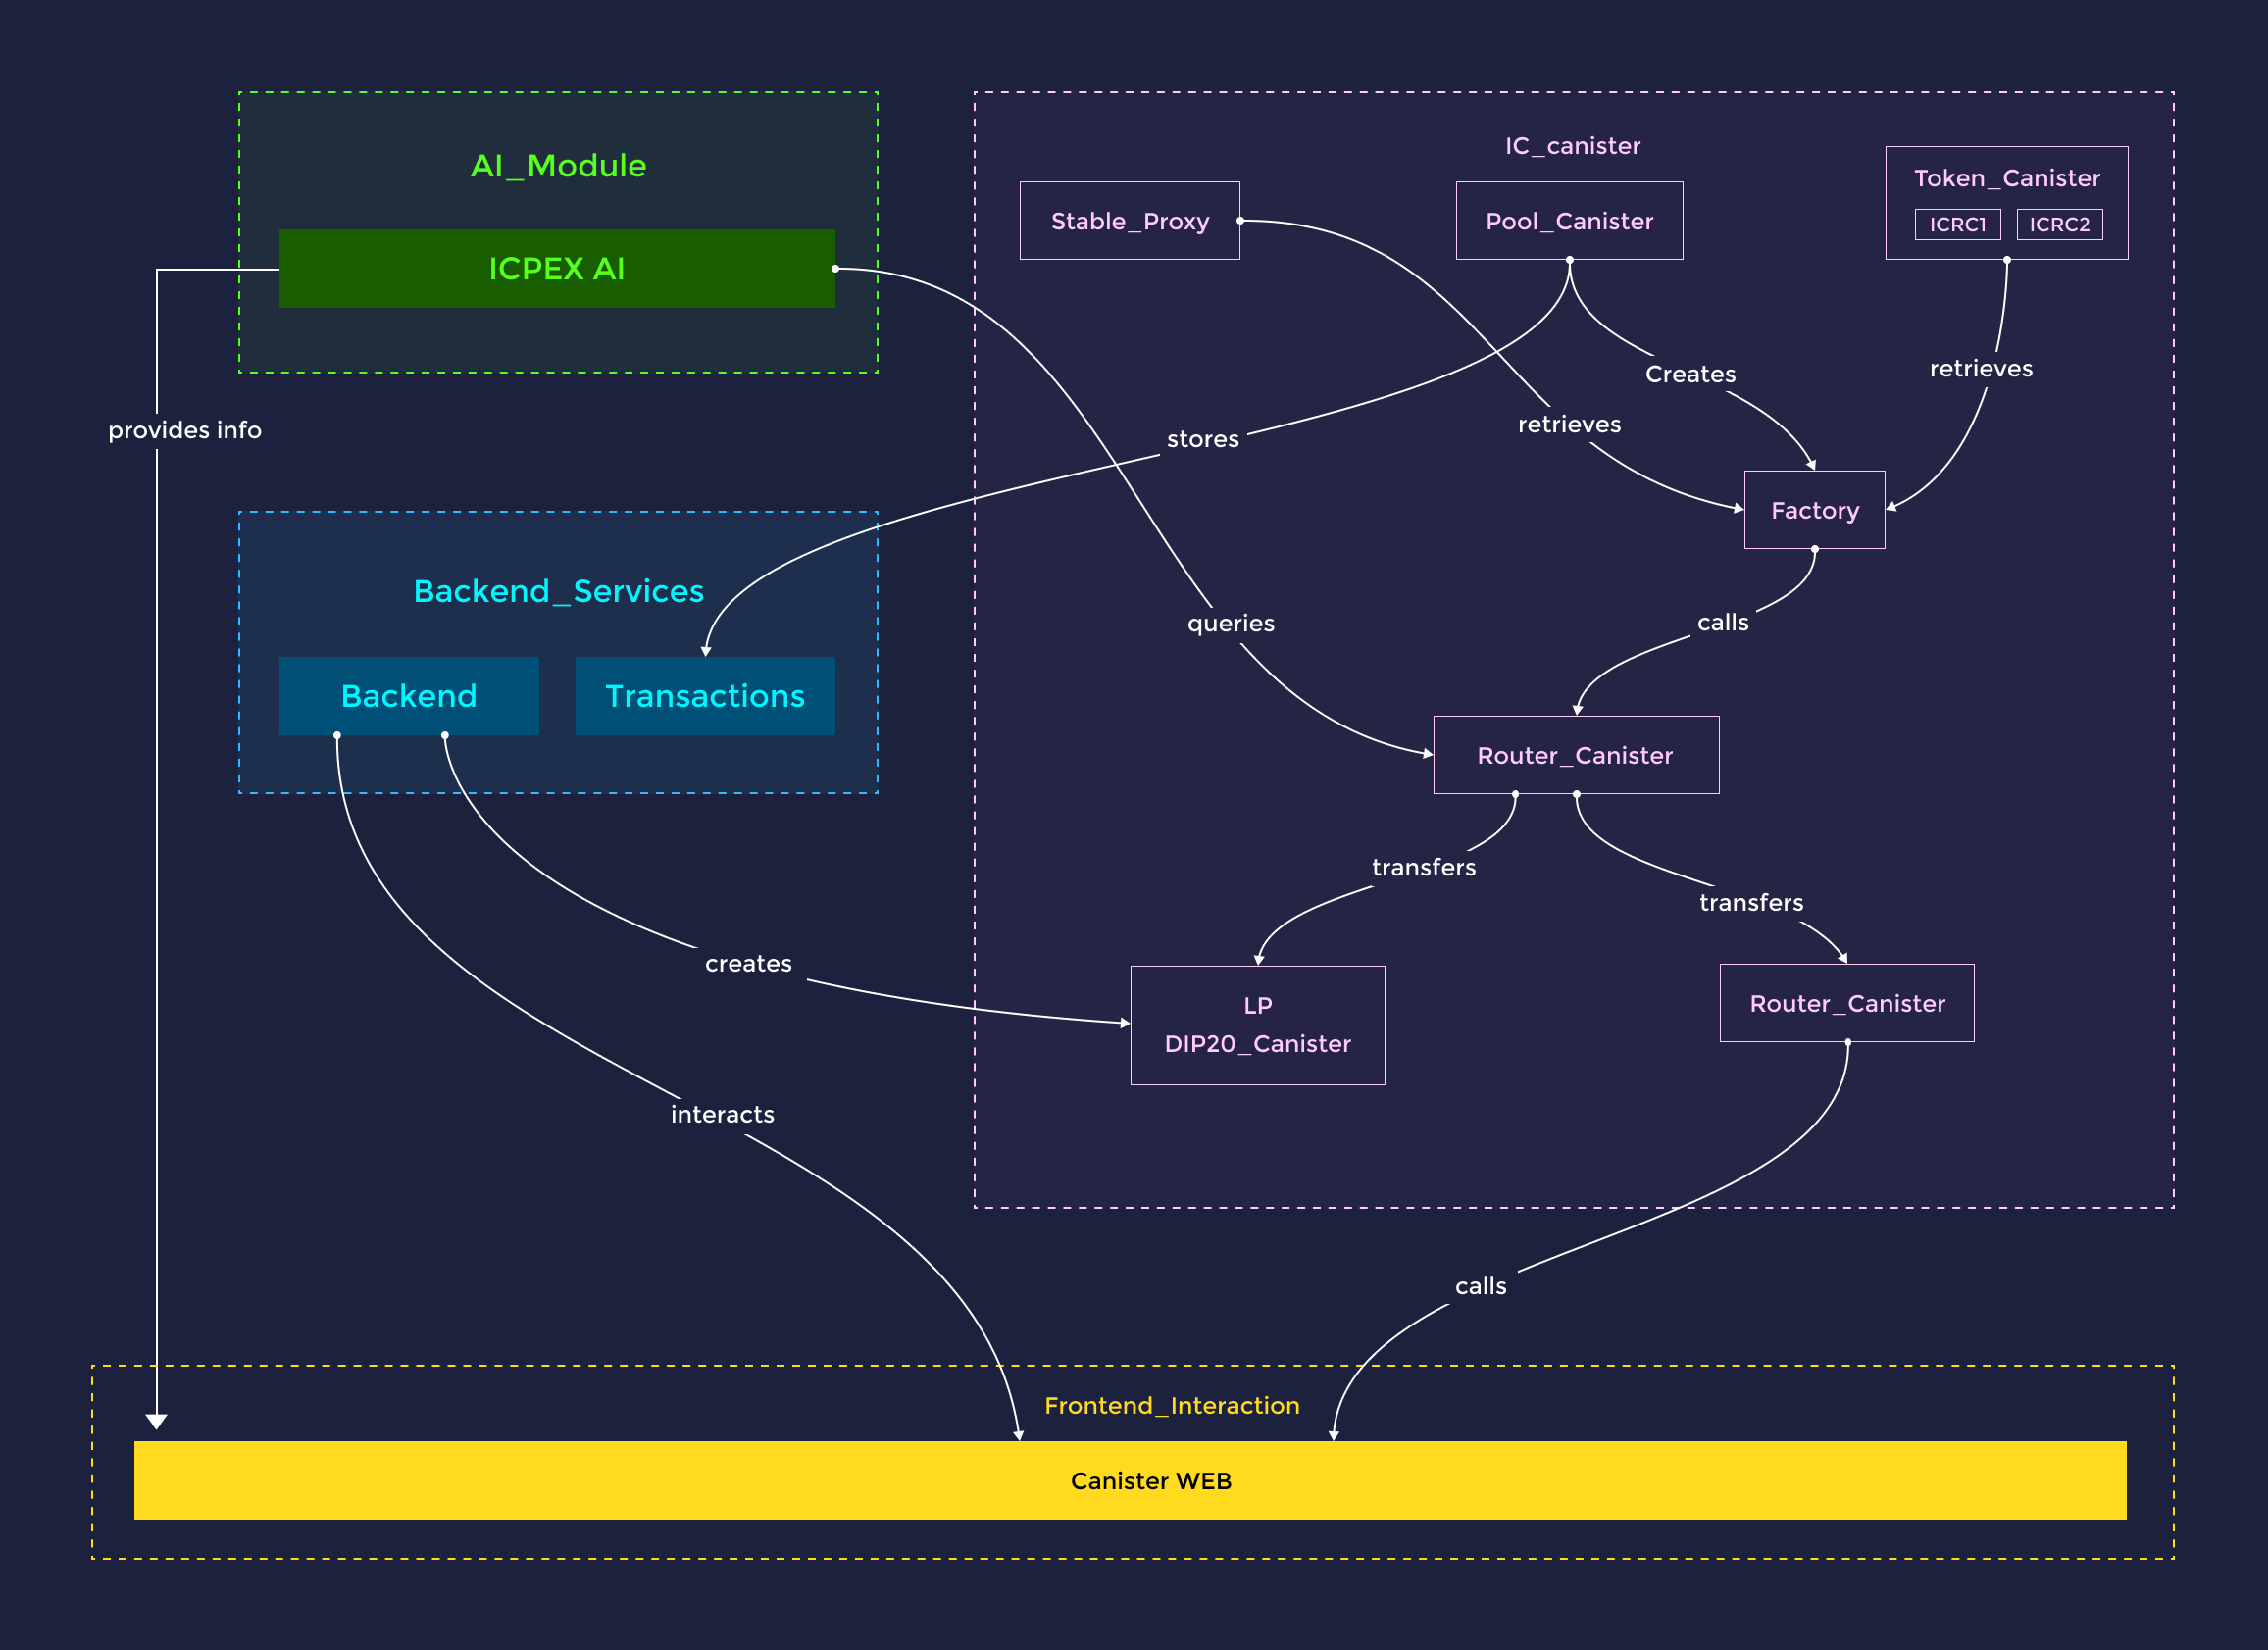 AI_Module
ICPEX AI
provides info
IC_canister
Stable_Proxy
Pool_Canister
Token_Canister
ICRC1
ICRC2
Creates
retrieves
retrieves
stores
Factory
Backend_Services
queries
calls
Backend
Transactions
Router_Canister
transfers
transfers
creates
LP
DIP20_Canister
Router_Canister
interacts
calls
Frontend_Interaction
Canister WEB